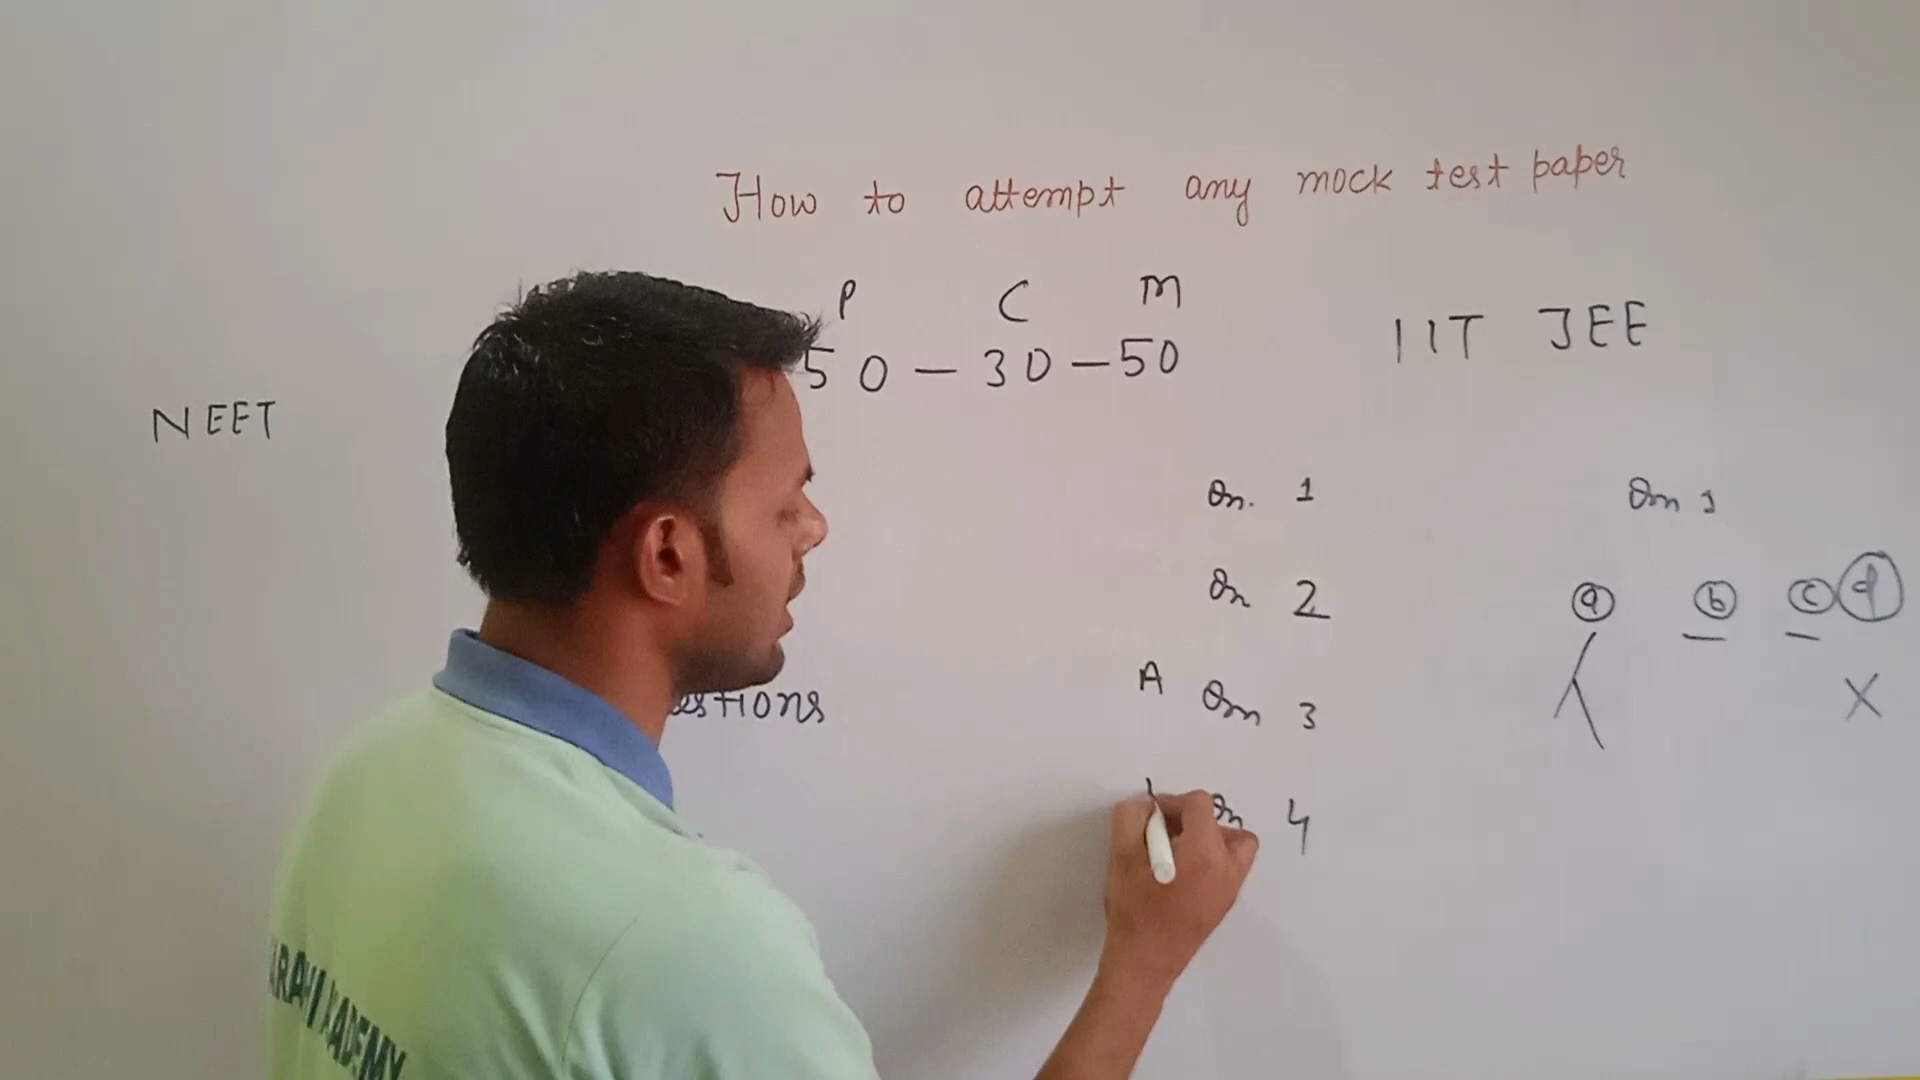 How to attempt any mock test paper
P C M
50 - 30 - 50
IIT JEE
NEET
Qn. 1
Qn 1
Qn 2
a b c d
A Qn 3
X
Qn 4